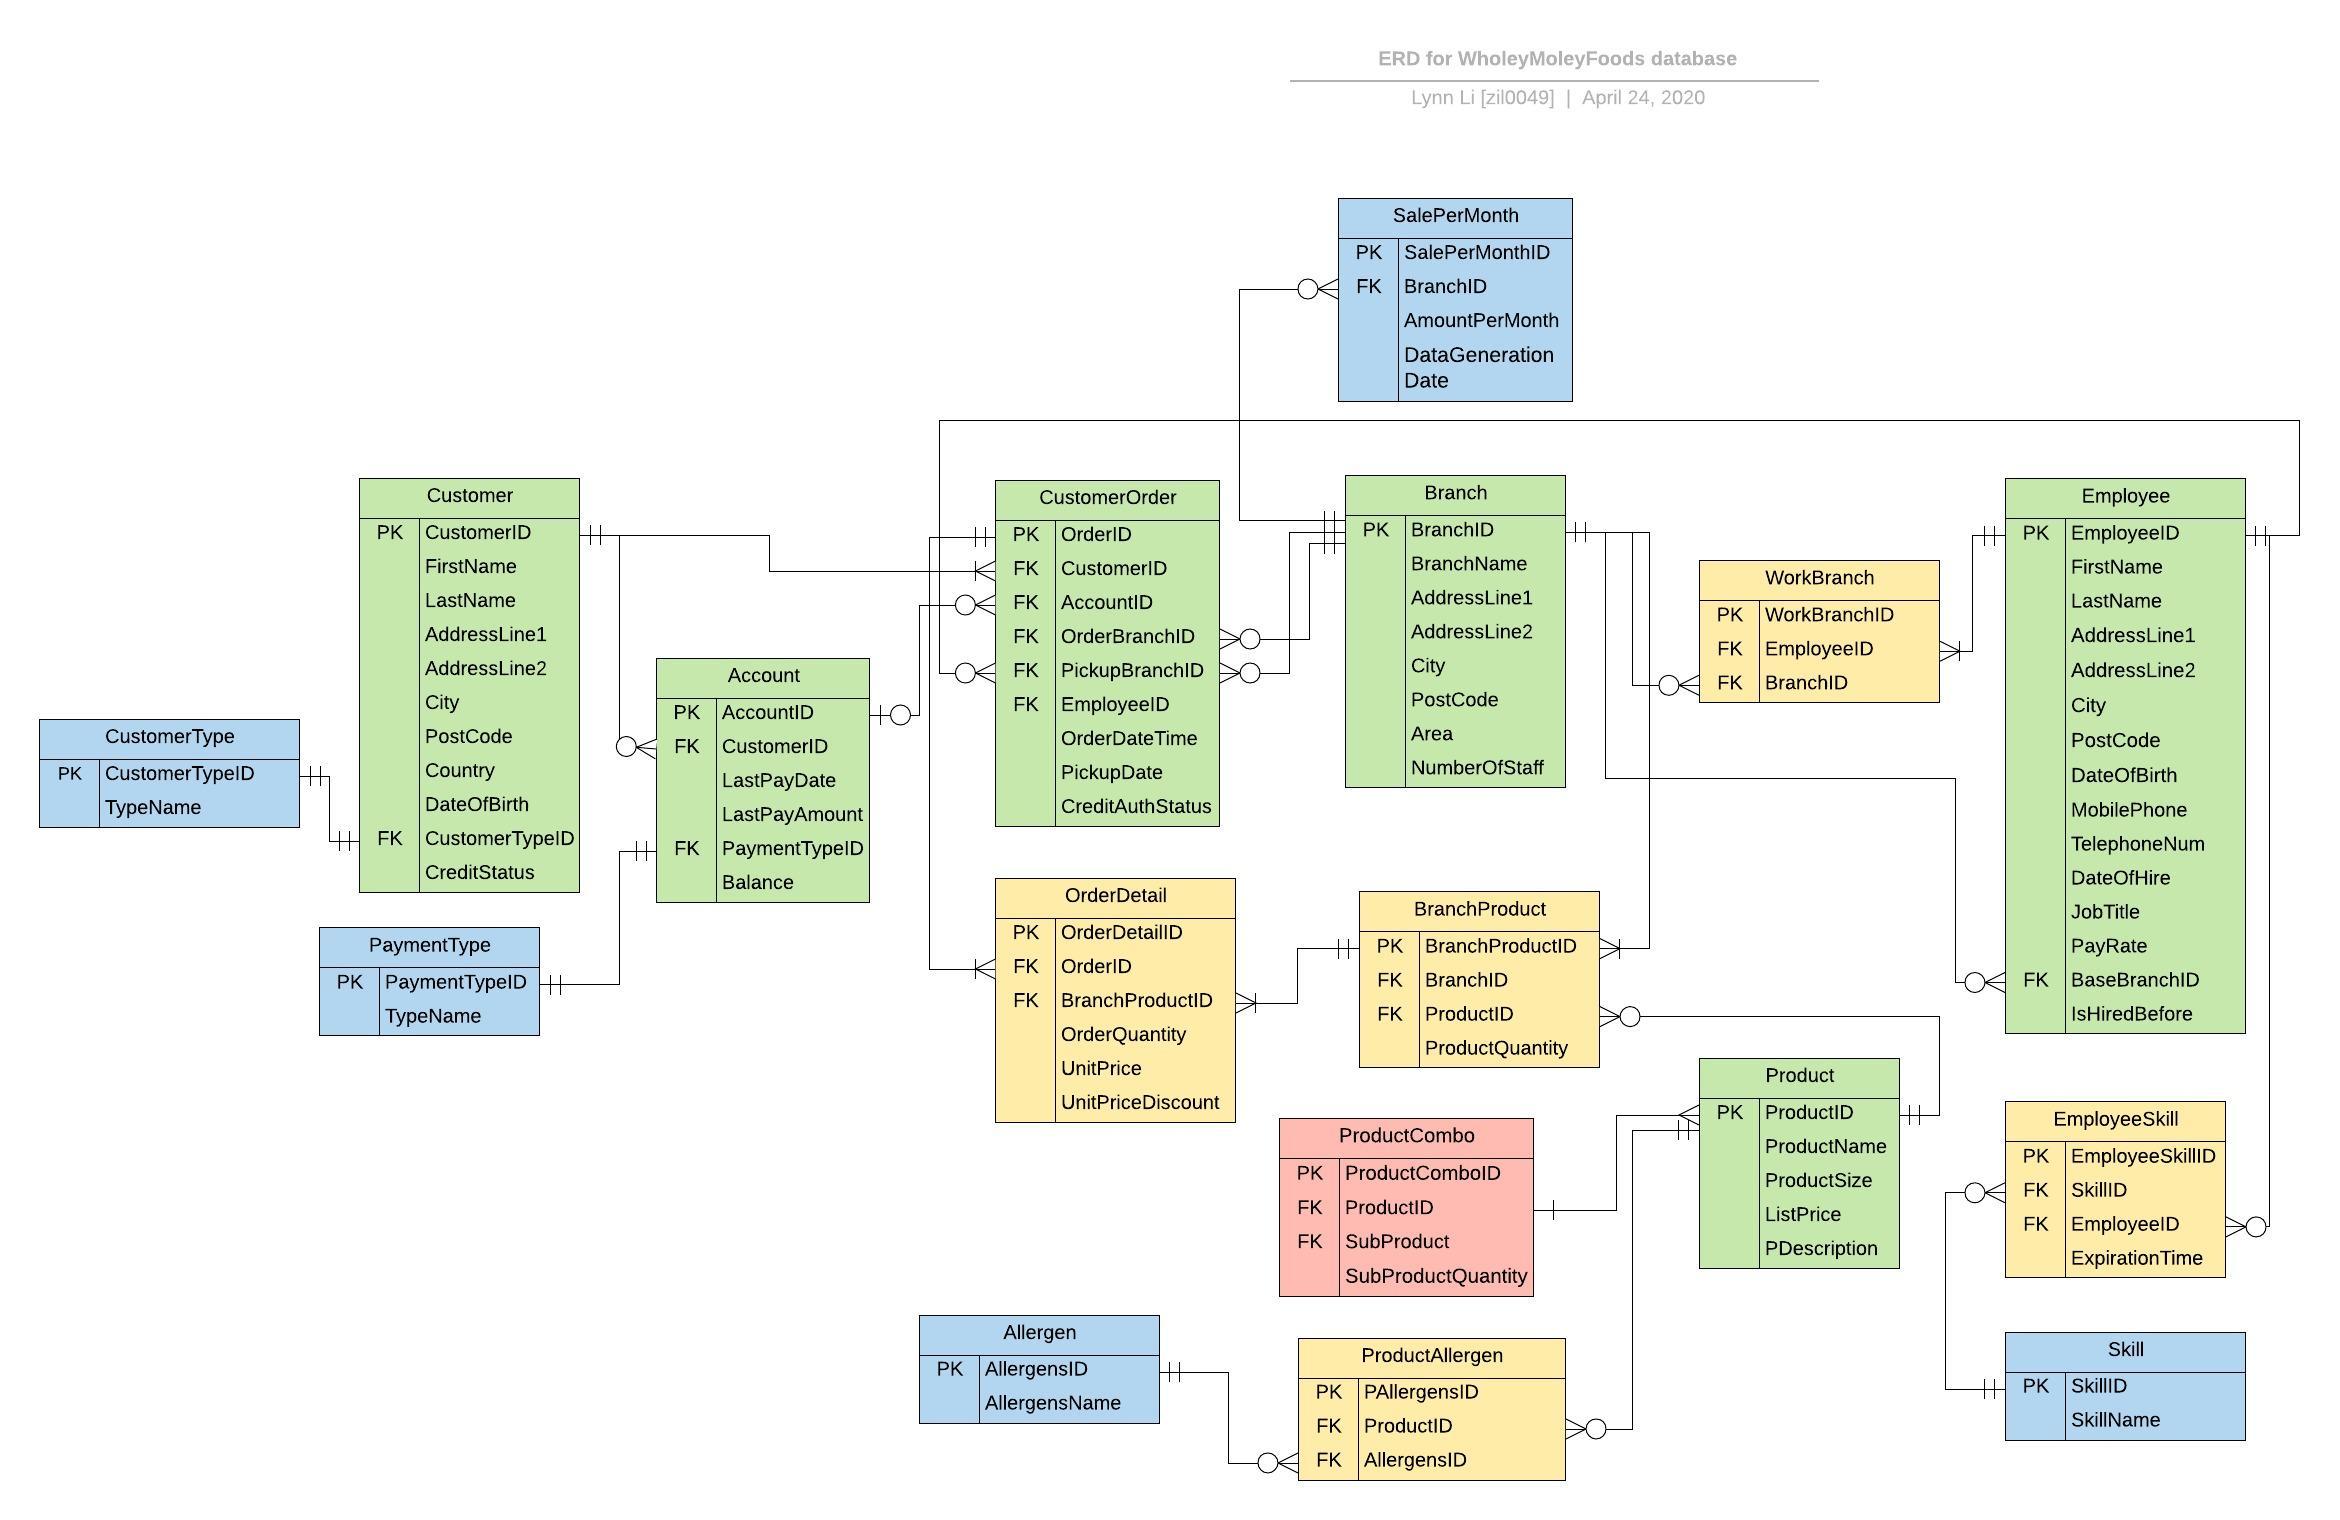 ERD for WholeyMoleyFoods database
Lynn Li [zil0049] | April 24, 2020
SalePerMonth
PK SalePerMonthID
FK BranchID
AmountPerMonth
DataGeneration
Date
Customer
PK CustomerID
FirstName
LastName
AddressLine1
AddressLine2
City
PostCode
Country
DateOfBirth
FK CustomerTypeID
CreditStatus
CustomerOrder
PK OrderID
FK CustomerID
FK AccountID
FK OrderBranchID
FK PickupBranchID
FK EmployeeID
OrderDateTime
PickupDate
CreditAuthStatus
Branch
PK BranchID
BranchName
AddressLine1
AddressLine2
City
PostCode
Area
NumberOfStaff
WorkBranch
PK WorkBranchID
FK EmployeeID
FK BranchID
Employee
PK EmployeeID
FirstName
LastName
AddressLine1
AddressLine2
City
PostCode
DateOfBirth
MobilePhone
TelephoneNum
DateOfHire
JobTitle
PayRate
FK BaseBranchID
IsHiredBefore
Account
PK AccountID
FK CustomerID
LastPayDate
LastPayAmount
FK PaymentTypeID
Balance
CustomerType
PK CustomerTypeID
TypeName
PaymentType
PK PaymentTypeID
TypeName
OrderDetail
PK OrderDetailID
FK OrderID
FK BranchProductID
OrderQuantity
UnitPrice
UnitPriceDiscount
BranchProduct
PK BranchProductID
FK BranchID
FK ProductID
ProductQuantity
Product
PK ProductID
ProductName
ProductSize
ListPrice
PDescription
ProductCombo
PK ProductComboID
FK ProductID
FK SubProduct
SubProductQuantity
EmployeeSkill
PK EmployeeSkillID
FK SkillID
FK EmployeeID
ExpirationTime
Allergen
PK AllergensID
AllergensName
ProductAllergen
PK PAllergensID
FK ProductID
FK AllergensID
Skill
PK SkillID
SkillName